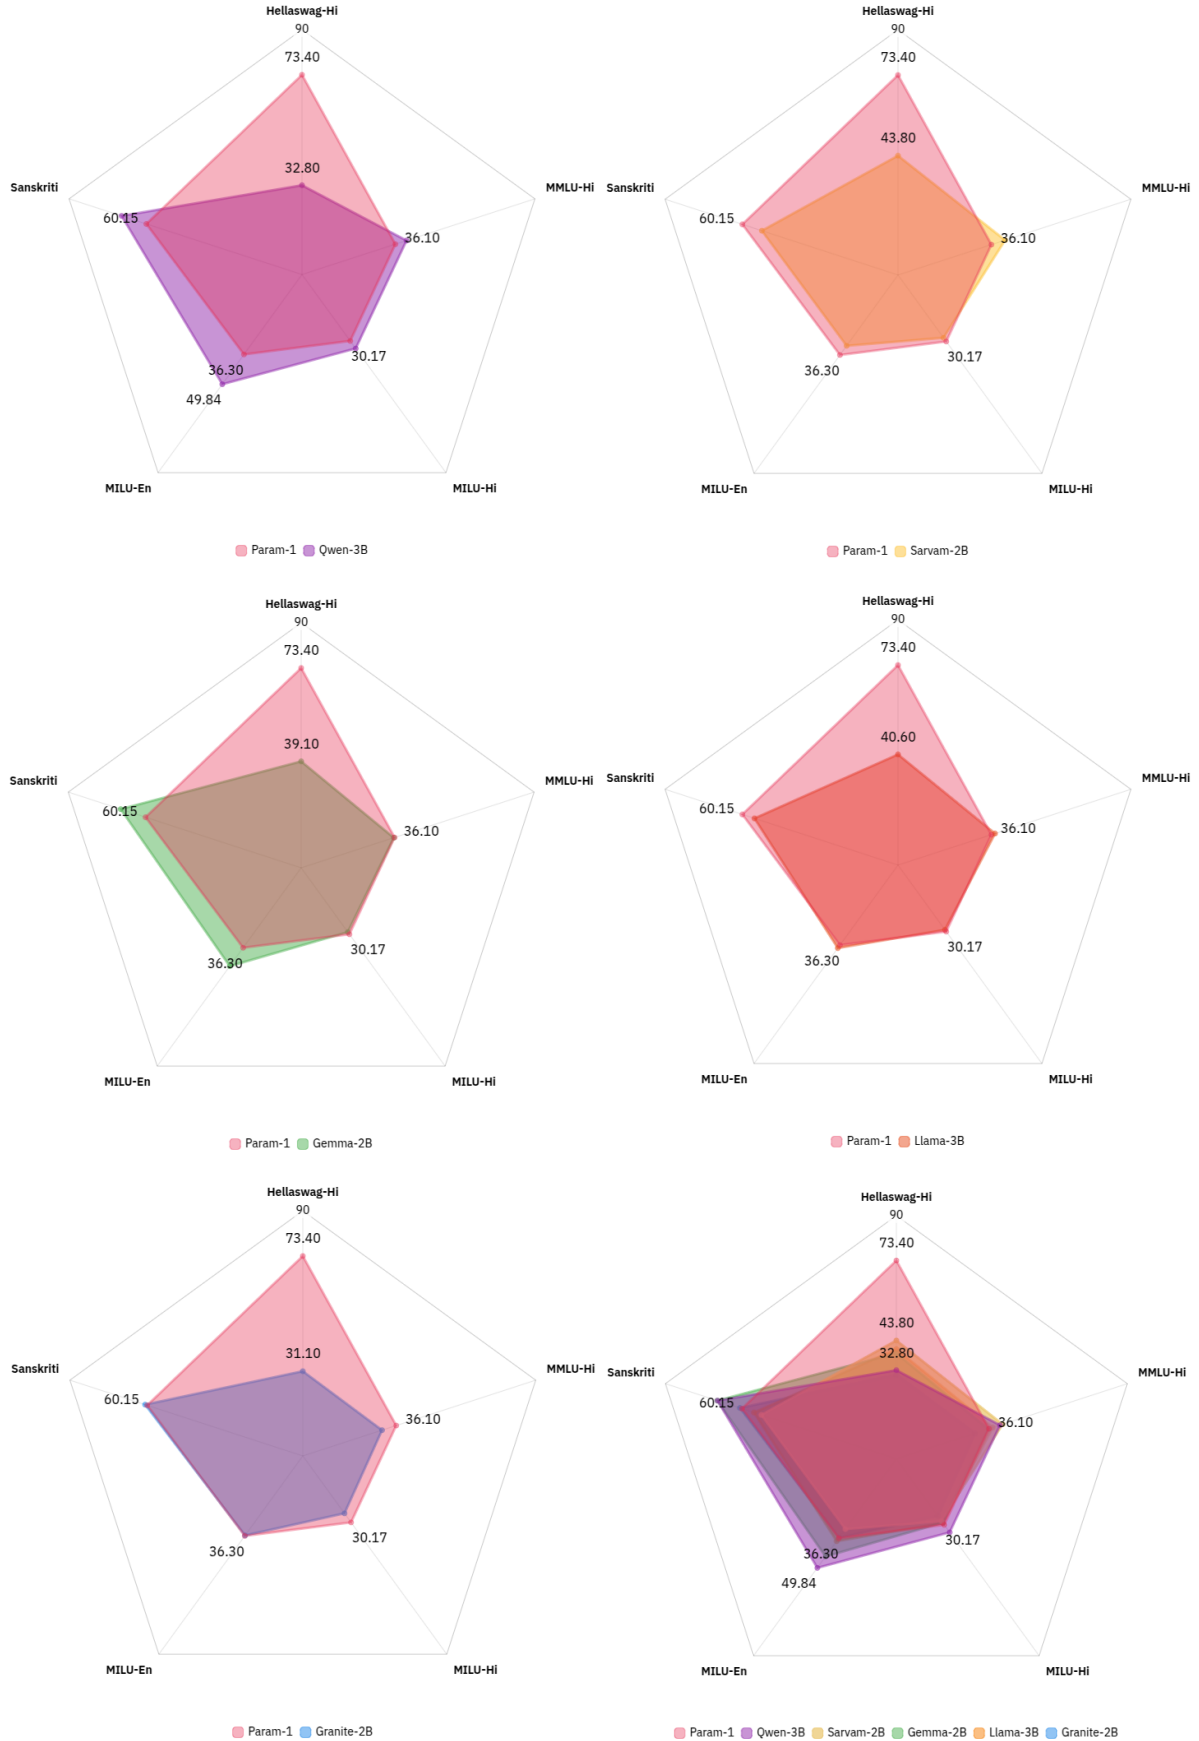 Hellaswag-Hi
90
73.40
32.80
Sanskriti
MMLU-Hi
60.15
36.10
30.17
36.30
49.84
MILU-En
MILU-Hi
Param-1 Qwen-3B
Hellaswag-Hi
90
73.40
43.80
Sanskriti
MMLU-Hi
60.15
36.10
30.17
36.30
MILU-En
MILU-Hi
Param-1 Sarvam-2B
Hellaswag-Hi
90
73.40
39.10
Sanskriti
MMLU-Hi
60.15
36.10
30.17
36.30
MILU-En
MILU-Hi
Param-1 Gemma-2B
Hellaswag-Hi
90
73.40
40.60
Sanskriti
MMLU-Hi
60.15
36.10
30.17
36.30
MILU-En
MILU-Hi
Param-1 Llama-3B
Hellaswag-Hi
90
73.40
31.10
Sanskriti
MMLU-Hi
60.15
36.10
30.17
36.30
MILU-En
MILU-Hi
Param-1 Granite-2B
Hellaswag-Hi
90
73.40
43.80
32.80
Sanskriti
MMLU-Hi
60.15
36.10
30.17
36.30
49.84
MILU-En
MILU-Hi
Param-1 Qwen-3B Sarvam-2B Gemma-2B Llama-3B Granite-2B